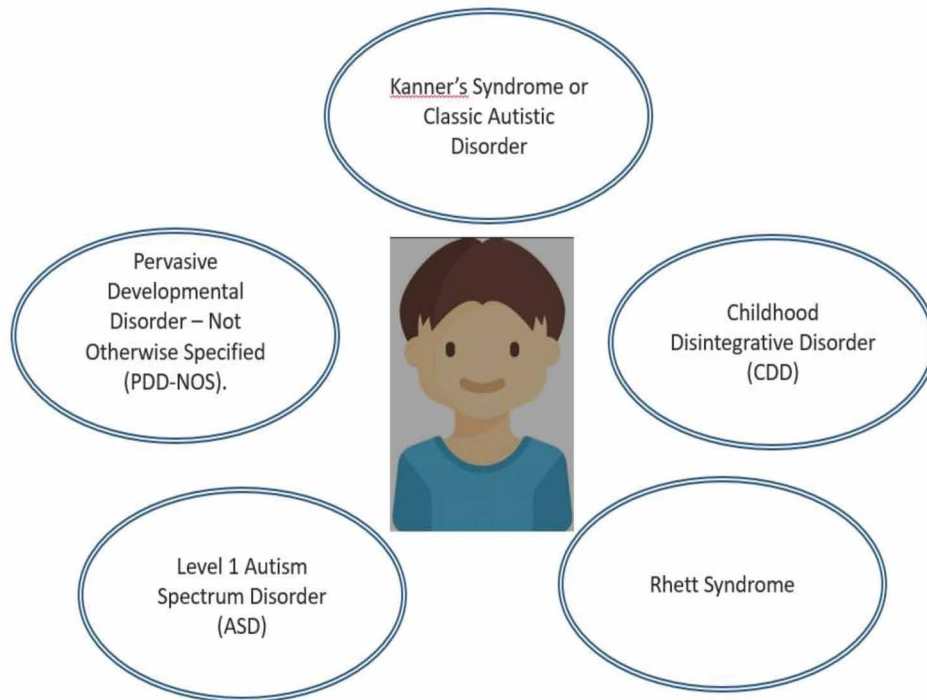 Kanner's Syndrome or
Classic Autistic
Disorder
Pervasive
Developmental
Disorder – Not
Otherwise Specified
(PDD-NOS).
Childhood
Disintegrative Disorder
(CDD)
Level 1 Autism
Spectrum Disorder
(ASD)
Rhett Syndrome